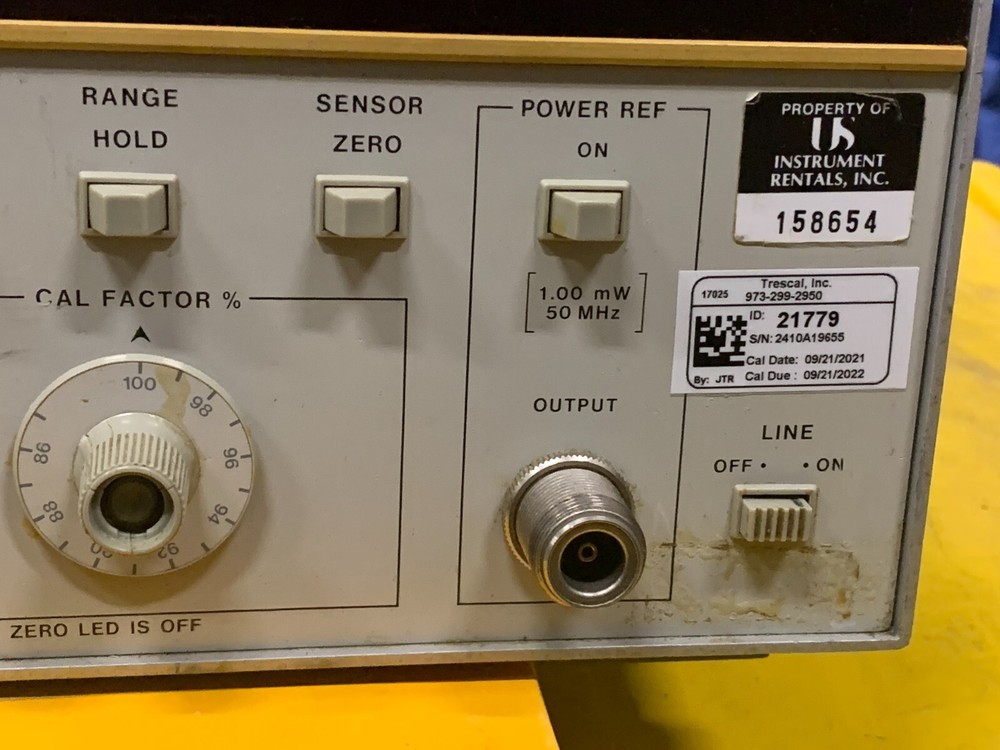 RANGE
HOLD
SENSOR
ZERO
POWER REF
ON
[1.00 mW
50 MHz]
PROPERTY OF
US
INSTRUMENT
RENTALS, INC.
158654
Trescal, Inc.
17025 973-299-2950
ID: 21779
S/N: 2410A19655
Cal Date: 09/21/2021
By: JTR Cal Due : 09/21/2022
CAL FACTOR %
100
98
96
94
92
90
88
86
OUTPUT
LINE
OFF • • ON
ZERO LED IS OFF